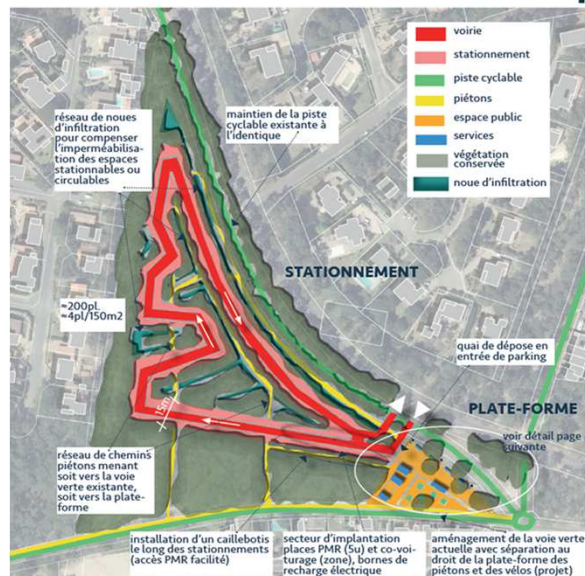 voirie
stationnement
piste cyclable
piétons
espace public
services
végétation
conservée
noue d'infiltration
réseau de noues
d'infiltration
pour compenser
l'imperméabili-
sation des espaces
stationnables ou
circulables
maintien de la piste
cyclable existante à
l'identique
STATIONNEMENT
≈200pl.
≈4pl/150m2
quai de dépose en
entrée de parking
PLATE-FORME
voir détail page
suivante
15m
réseau de chemins
piétons menant
soit vers la voie
verte existante,
soit vers la plate-
forme
installation d'un caillebotis
le long des stationnements
(accès PMR facilité)
secteur d'implantation
places PMR (5u) et co-voi-
turage (zone), bornes de
recharge électrique
aménagement de la voie verte
actuelle avec séparation au
droit de la plate-forme des
piétons et des vélos (projet)